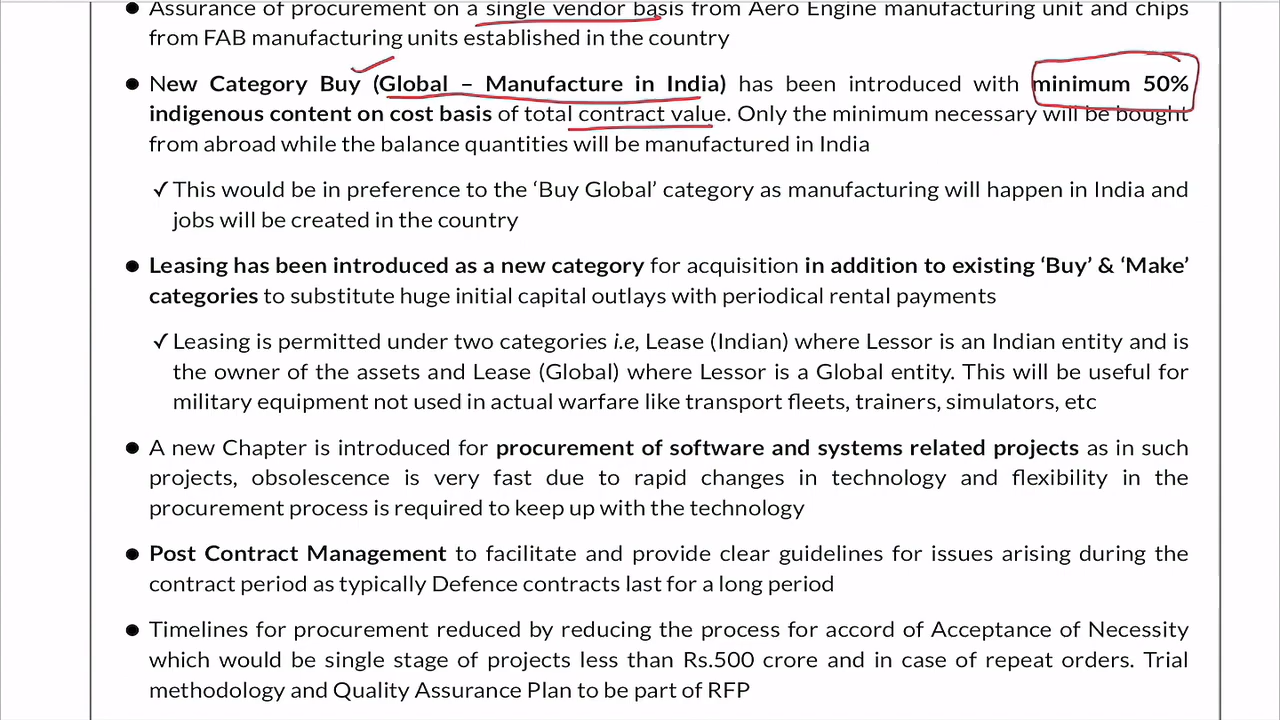 Assurance of procurement on a single vendor basis from Aero Engine manufacturing unit and chips
from FAB manufacturing units established in the country
● New Category Buy (Global – Manufacture in India) has been introduced with minimum 50%
indigenous content on cost basis of total contract value. Only the minimum necessary will be bought
from abroad while the balance quantities will be manufactured in India
✓ This would be in preference to the ‘Buy Global’ category as manufacturing will happen in India and
jobs will be created in the country
● Leasing has been introduced as a new category for acquisition in addition to existing ‘Buy’ & ‘Make’
categories to substitute huge initial capital outlays with periodical rental payments
✓ Leasing is permitted under two categories i.e, Lease (Indian) where Lessor is an Indian entity and is
the owner of the assets and Lease (Global) where Lessor is a Global entity. This will be useful for
military equipment not used in actual warfare like transport fleets, trainers, simulators, etc
● A new Chapter is introduced for procurement of software and systems related projects as in such
projects, obsolescence is very fast due to rapid changes in technology and flexibility in the
procurement process is required to keep up with the technology
● Post Contract Management to facilitate and provide clear guidelines for issues arising during the
contract period as typically Defence contracts last for a long period
● Timelines for procurement reduced by reducing the process for accord of Acceptance of Necessity
which would be single stage of projects less than Rs.500 crore and in case of repeat orders. Trial
methodology and Quality Assurance Plan to be part of RFP